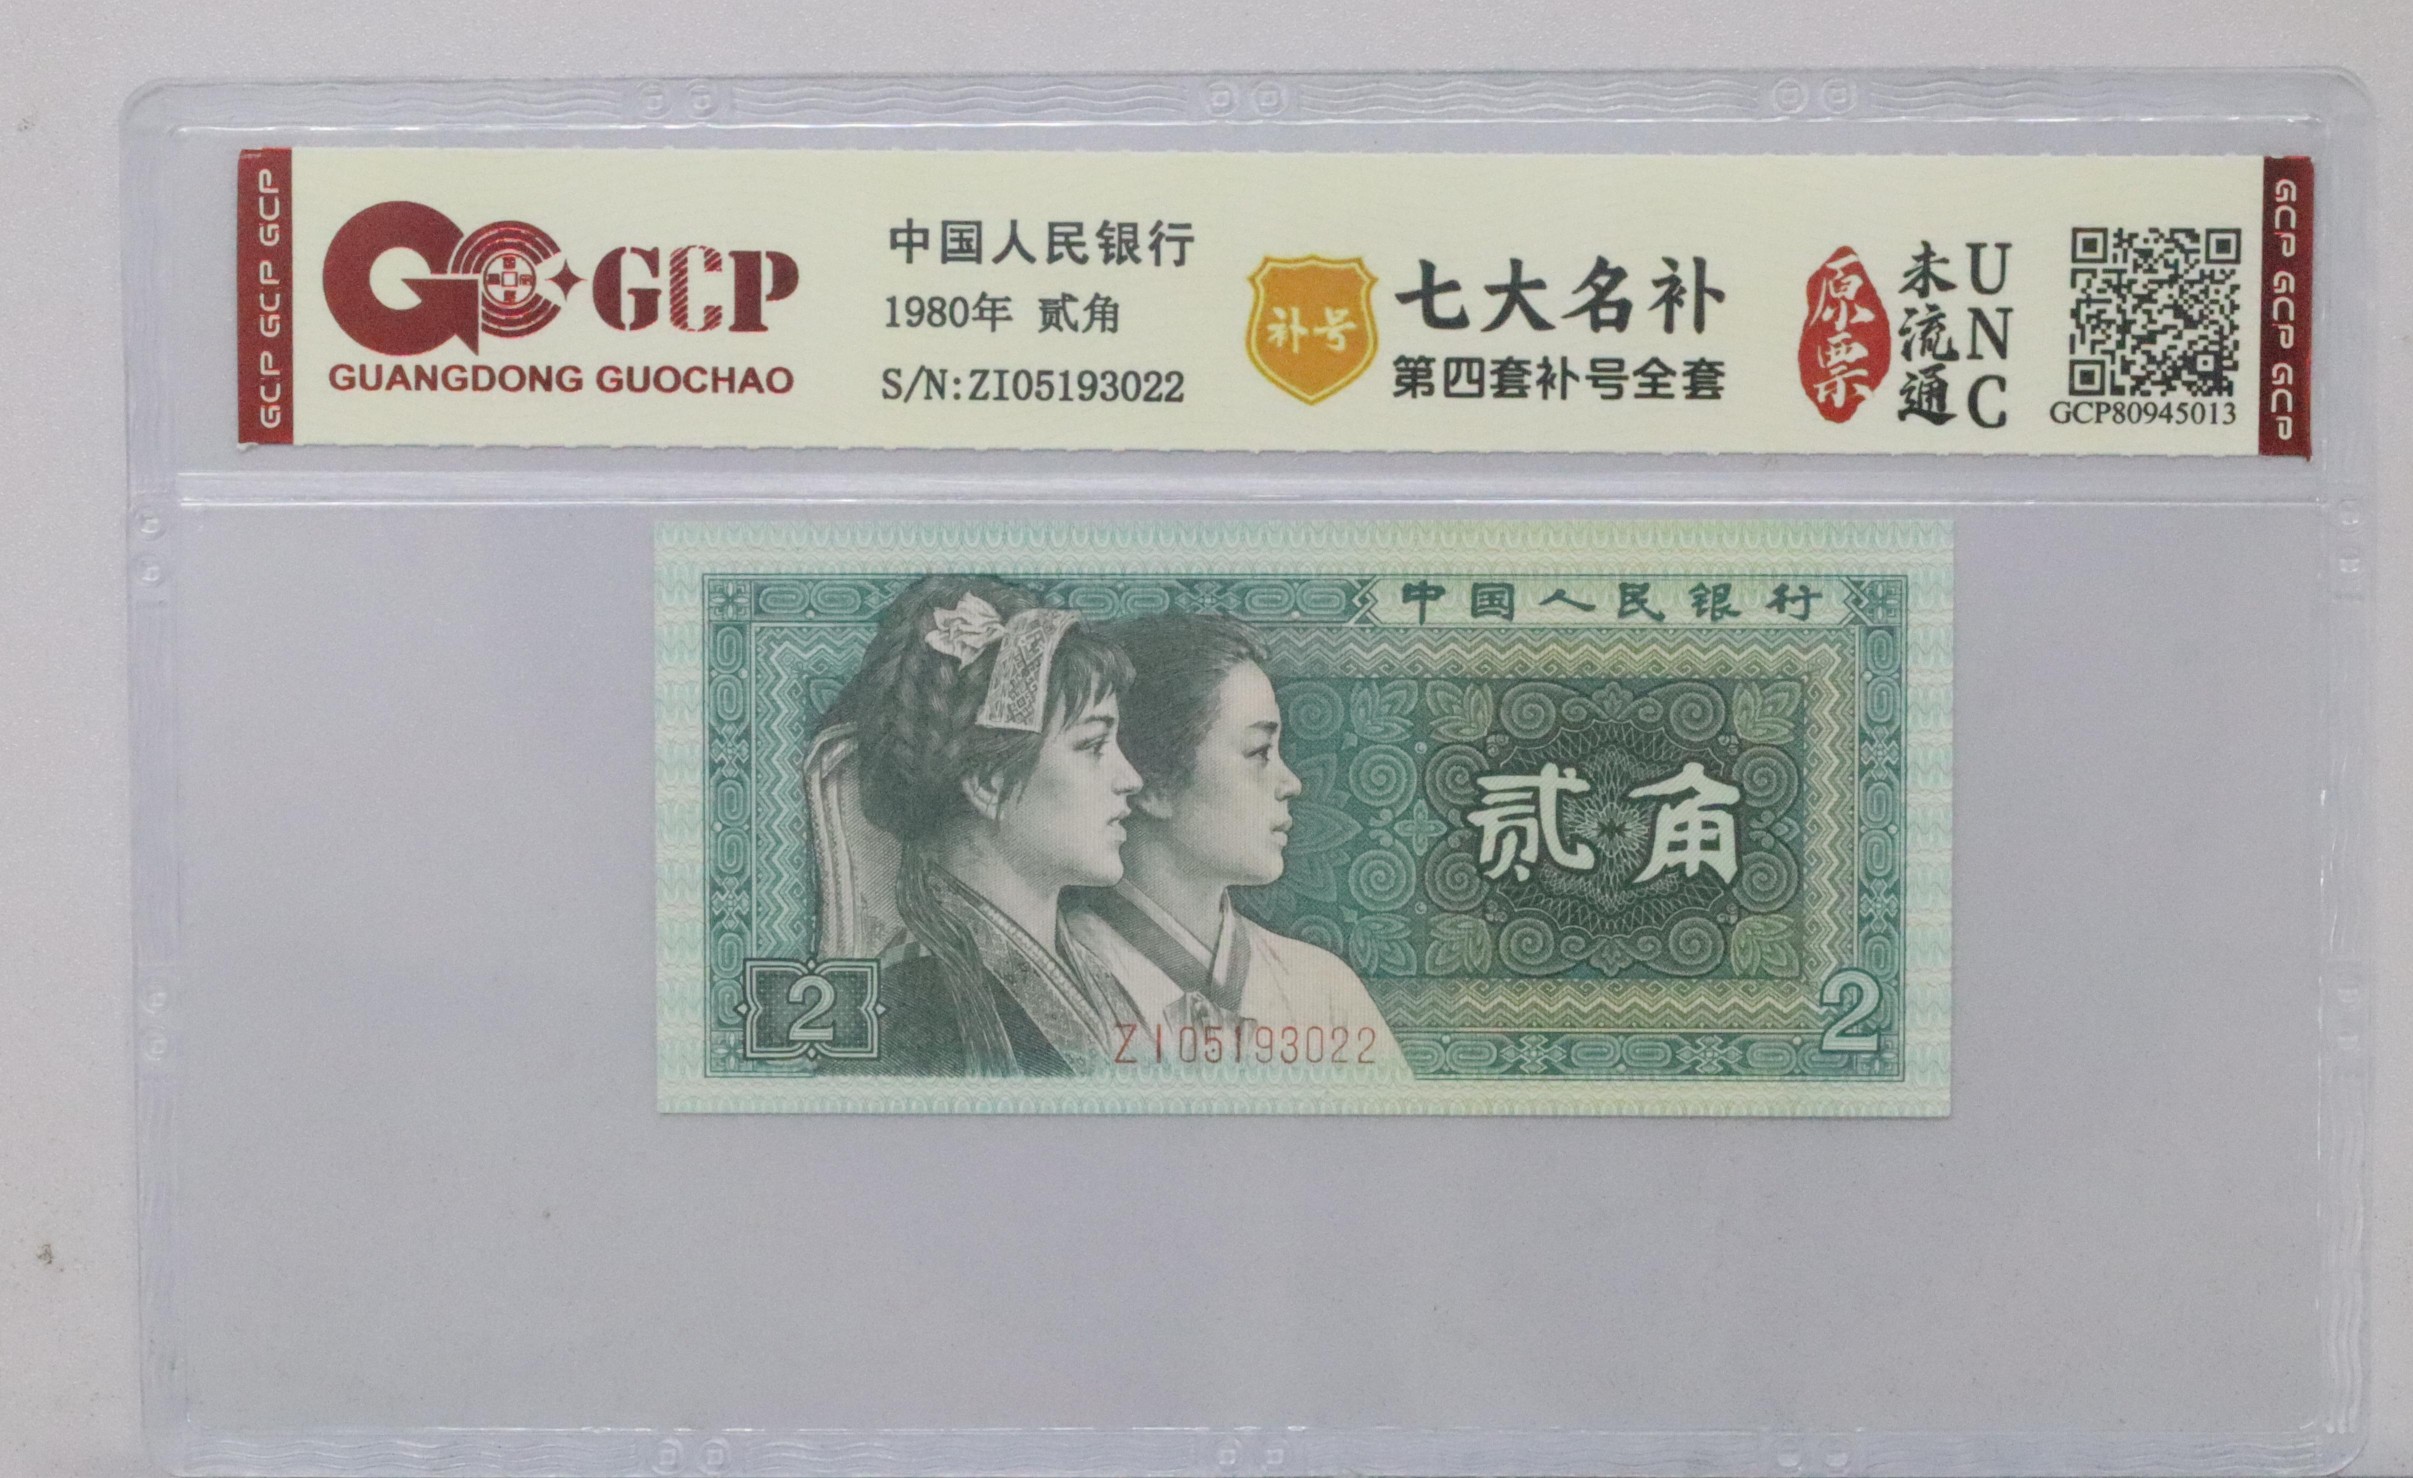 GCP GCP GCP
GCP
GUANGDONG GUOCHAO
中国人民银行
1980年 贰角
S/N:ZI05193022
补号
七大名补
第四套补号全套
原票
未流通
UNC
GCP80945013
GCP GCP GCP
中国人民银行
贰角
2
ZI05193022
2